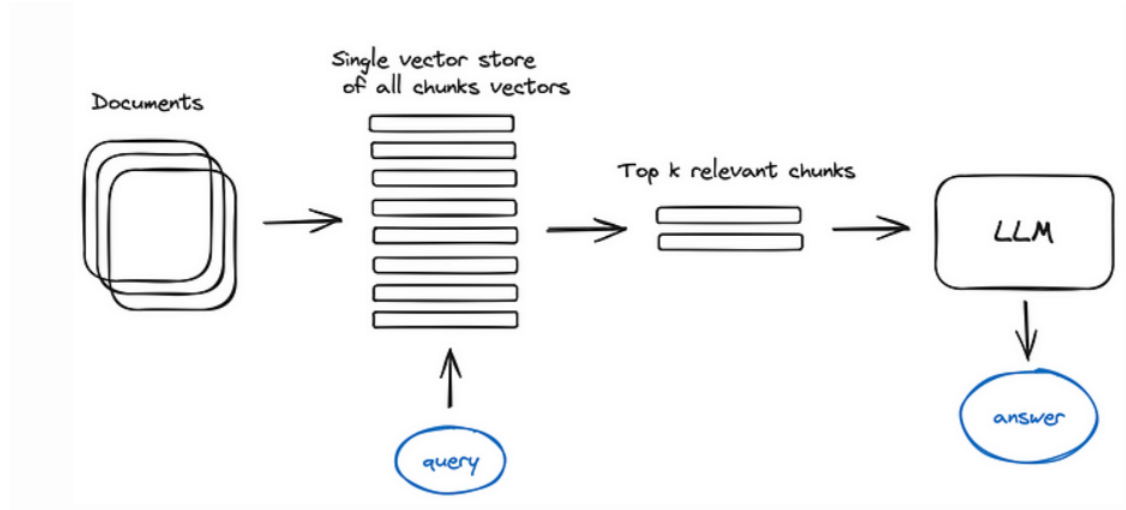 Documents
Single vector store
of all chunks vectors
Top k relevant chunks
LLM
query
answer